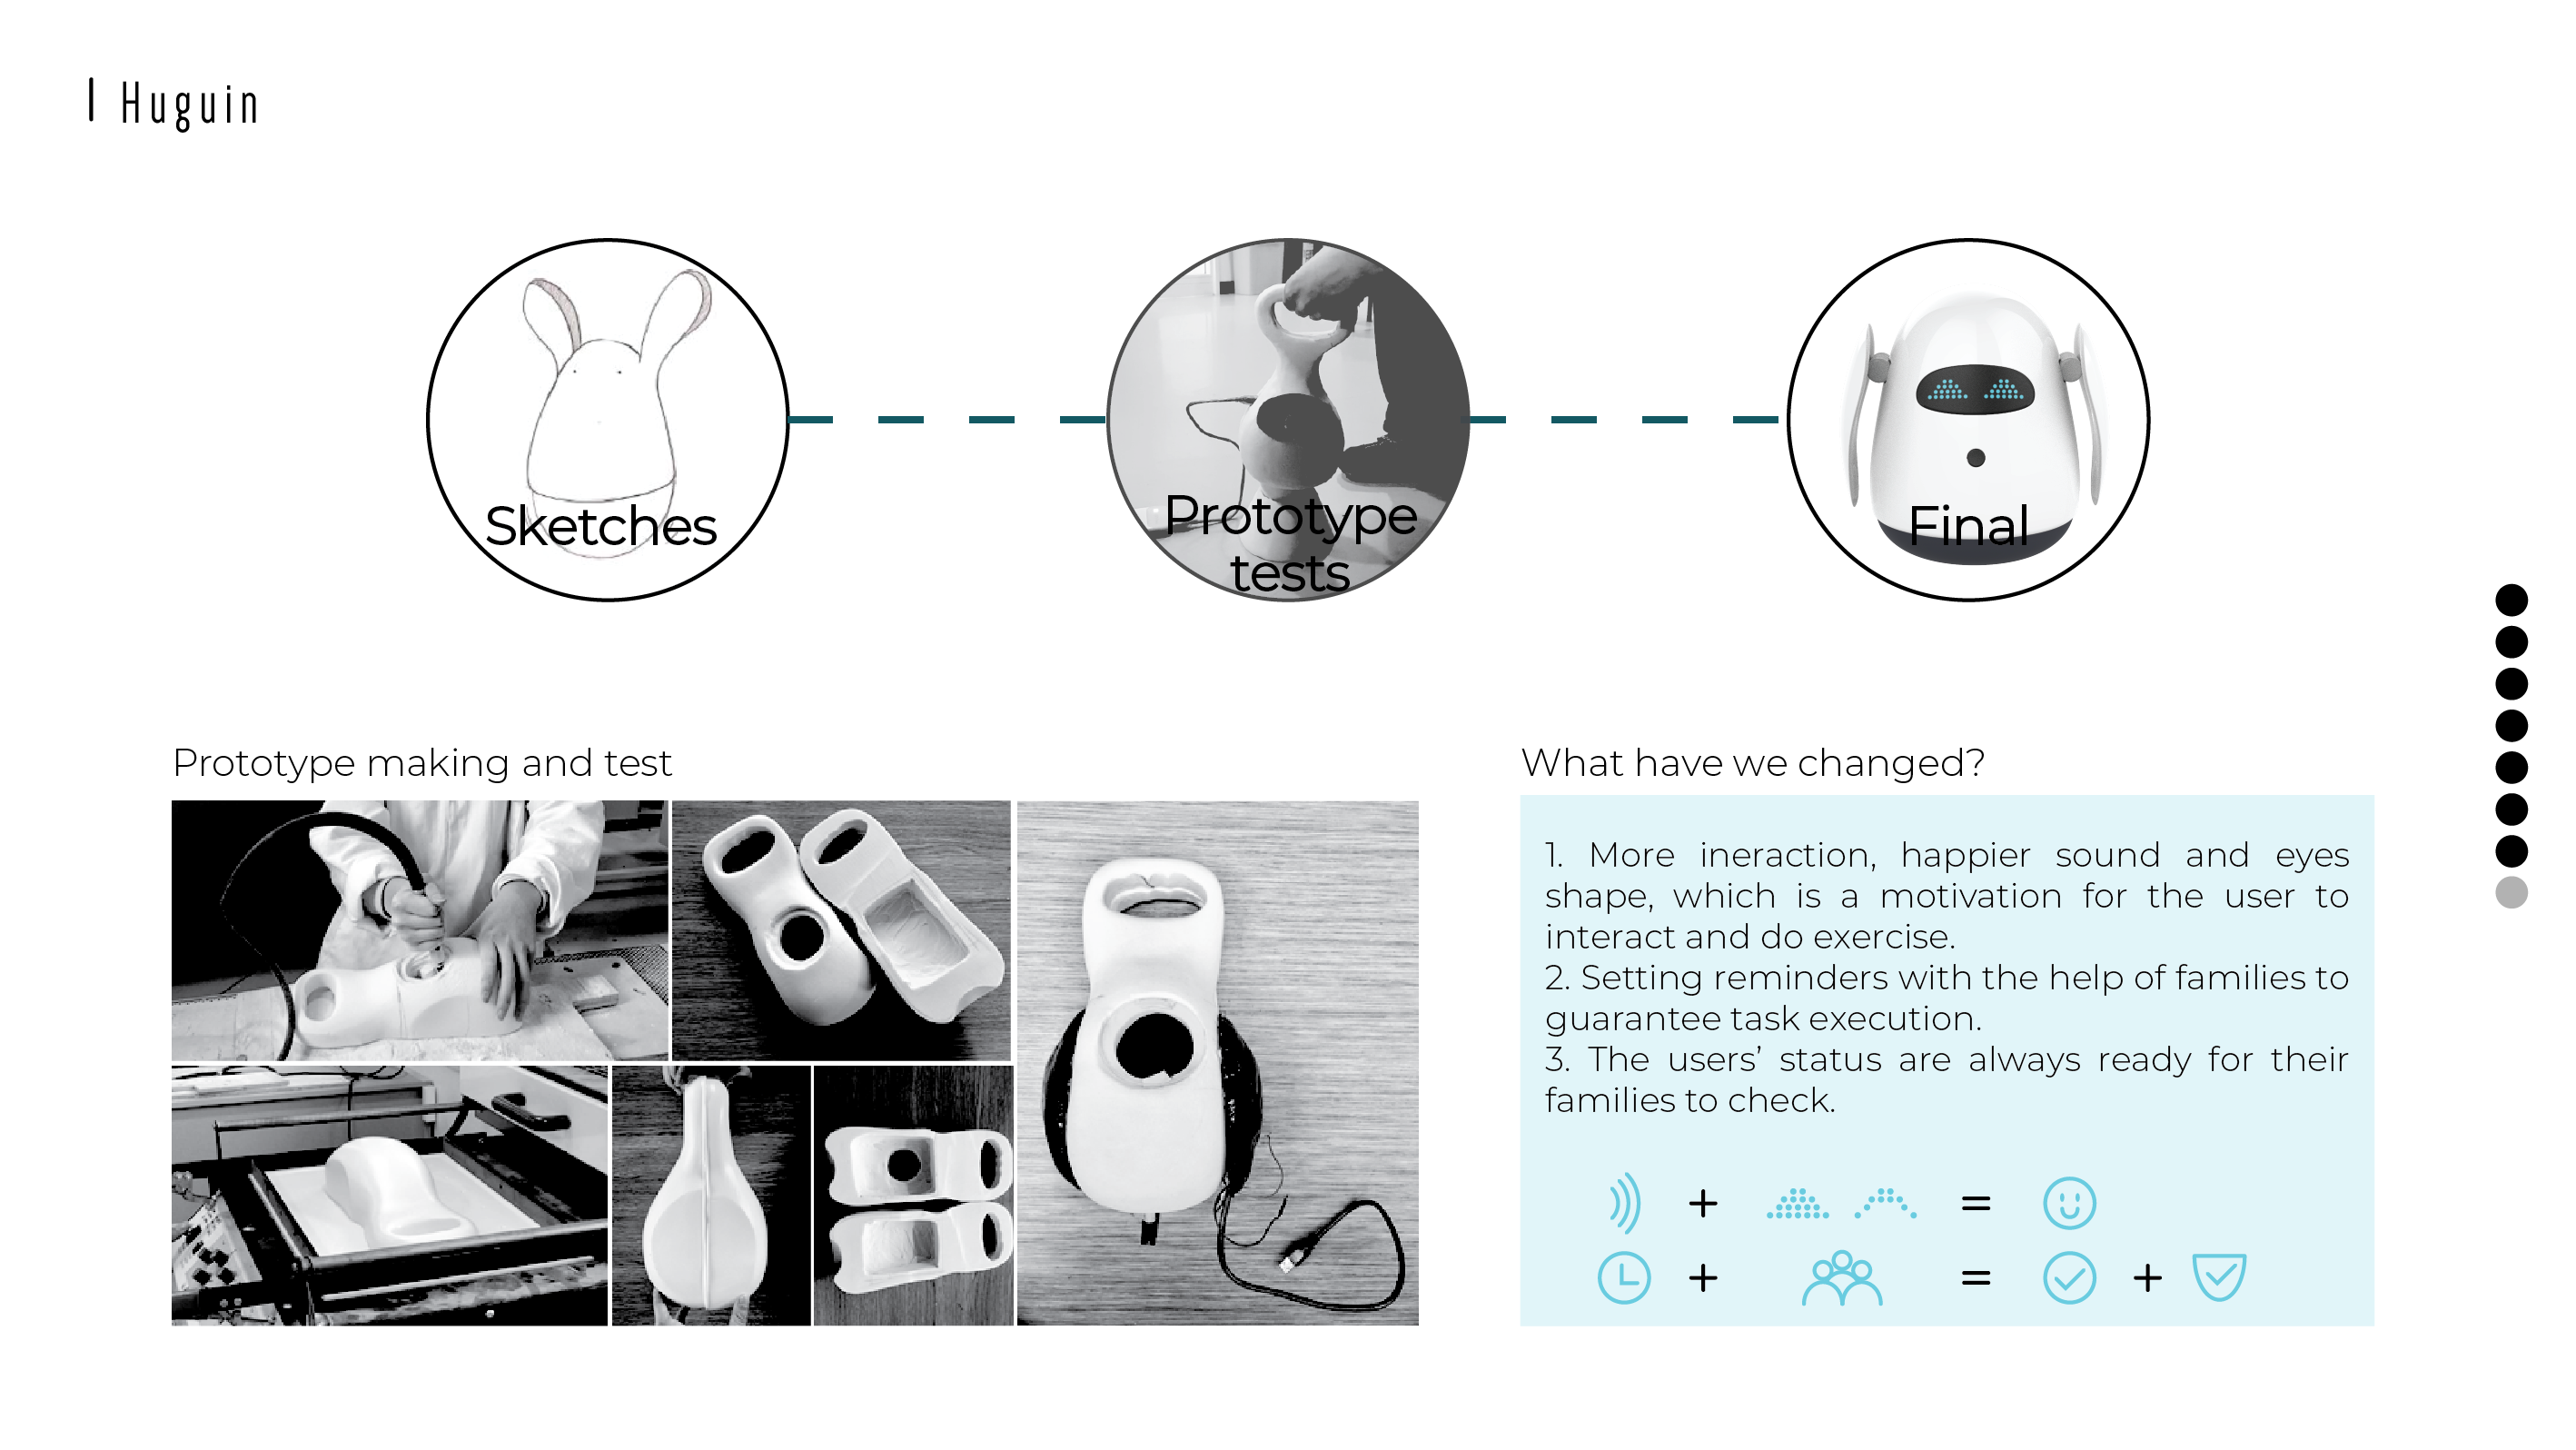 Huguin
Sketches
Prototype
tests
Final
Prototype making and test
What have we changed?
1. More ineraction, happier sound and eyes
shape, which is a motivation for the user to
interact and do exercise.
2. Setting reminders with the help of families to
guarantee task execution.
3. The users’ status are always ready for their
families to check.
+ =
+ = +